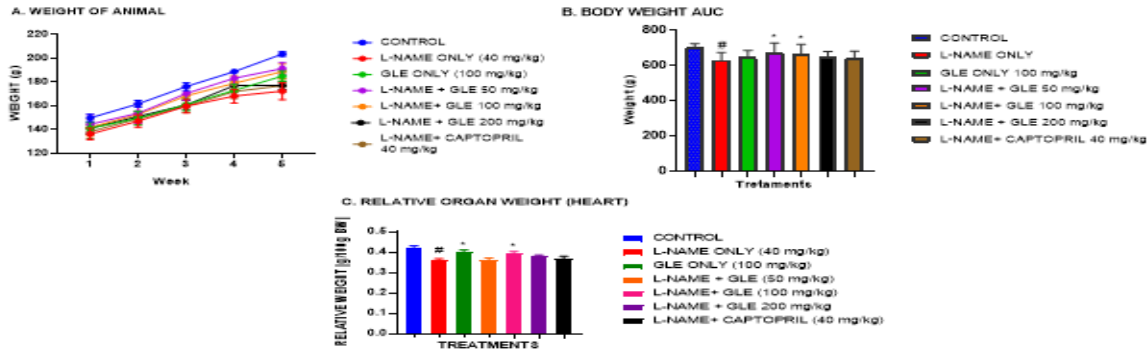 A. WEIGHT OF ANIMAL
WEIGHT (g)
220
200
180
160
140
120
1 2 3 4 5
Week
CONTROL
L-NAME ONLY (40 mg/kg)
GLE ONLY (100 mg/kg)
L-NAME + GLE 50 mg/kg
L-NAME+ GLE 100 mg/kg
L-NAME + GLE 200 mg/kg
L-NAME+ CAPTOPRIL
40 mg/kg
B. BODY WEIGHT AUC
Weight (g)
800
600
400
200
0
# * *
Tretaments
CONTROL
L-NAME ONLY
GLE ONLY 100 mg/kg
L-NAME + GLE 50 mg/kg
L-NAME+ GLE 100 mg/kg
L-NAME+ GLE 200 mg/kg
L-NAME+ CAPTOPRIL 40 mg/kg
C. RELATIVE ORGAN WEIGHT (HEART)
RELATIVE WEIGHT [g/100g BW]
0.5
0.4
0.3
0.2
0.1
0.0
# * *
TREATMENTS
CONTROL
L-NAME ONLY (40 mg/kg)
GLE ONLY (100 mg/kg)
L-NAME + GLE (50 mg/kg)
L-NAME+ GLE (100 mg/kg)
L-NAME+ GLE 200 mg/kg)
L-NAME+ CAPTOPRIL (40 mg/kg)